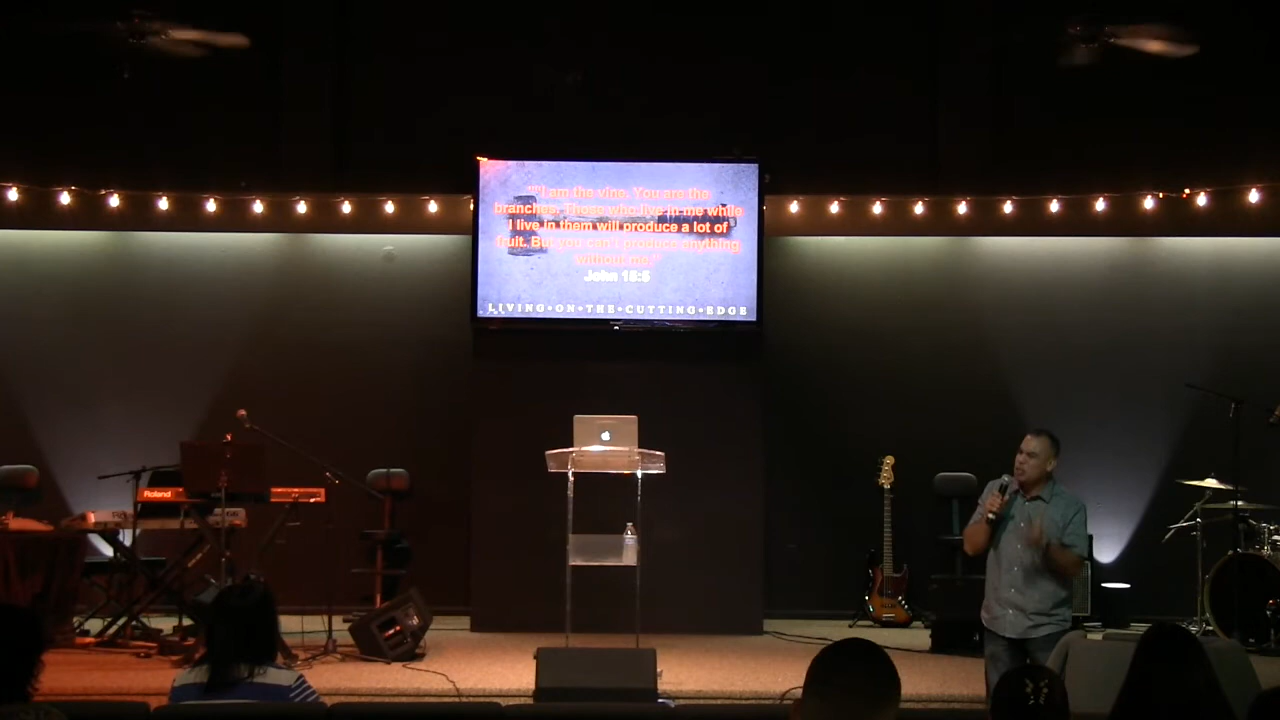 "“I am the vine. You are the
branches. Those who live in me while
I live in them will produce a lot of
fruit. But you can't produce anything
without me.”
John 15:5
LIVING•ON•THE•CUTTING•EDGE
Roland